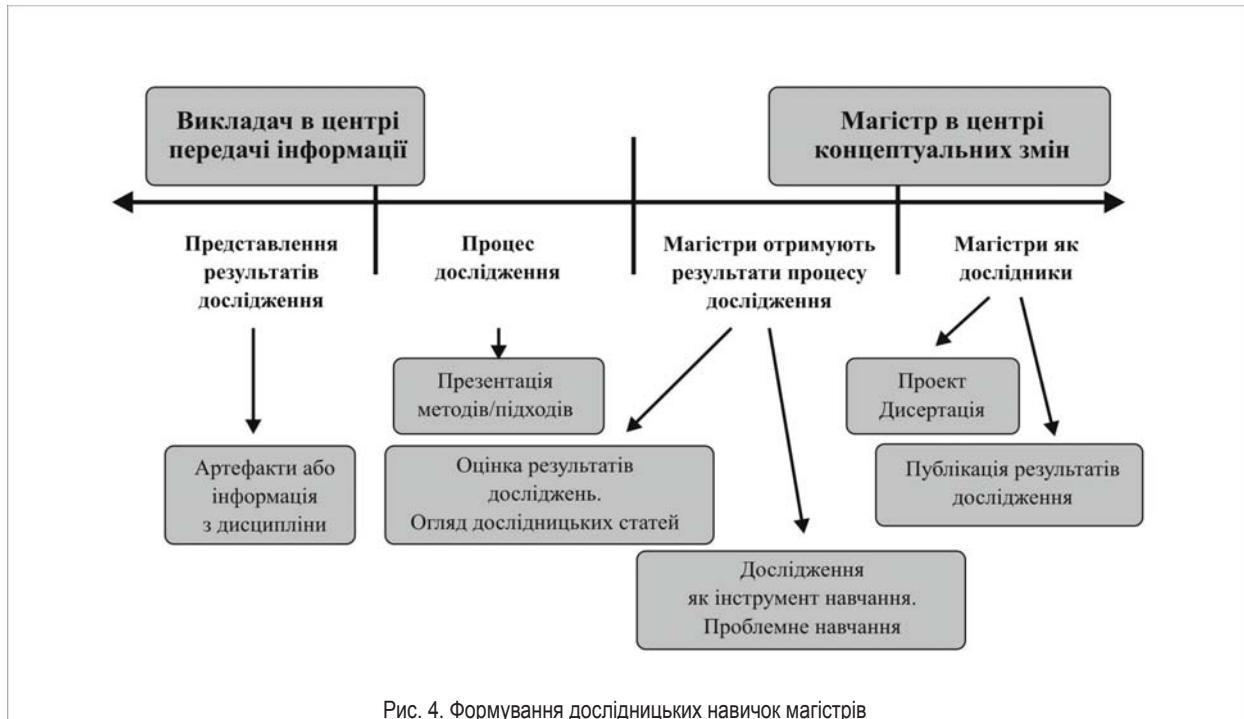 Викладач в центрі
передачі інформації
Магістр в центрі
концептуальних змін
Представлення
результатів
дослідження
Процес
дослідження
Магістри отримують
результати процесу
дослідження
Магістри як
дослідники
Презентація
методів/підходів
Проект
Дисертація
Артефакти або
інформація
з дисципліни
Оцінка результатів
досліджень.
Огляд дослідницьких статей
Публікація результатів
дослідження
Дослідження
як інструмент навчання.
Проблемне навчання
Рис. 4. Формування дослідницьких навичок магістрів